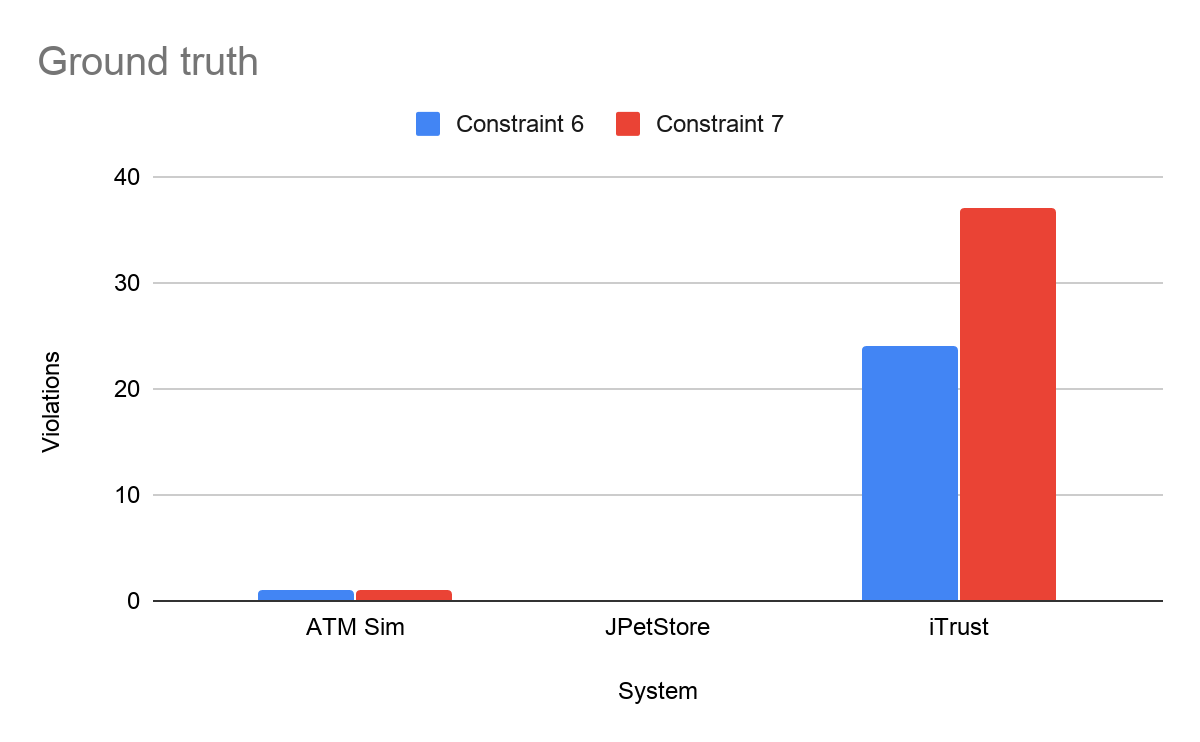 Ground truth
Constraint 6
Constraint 7
40
30
20
10
0
Violations
ATM Sim
JPetStore
iTrust
System